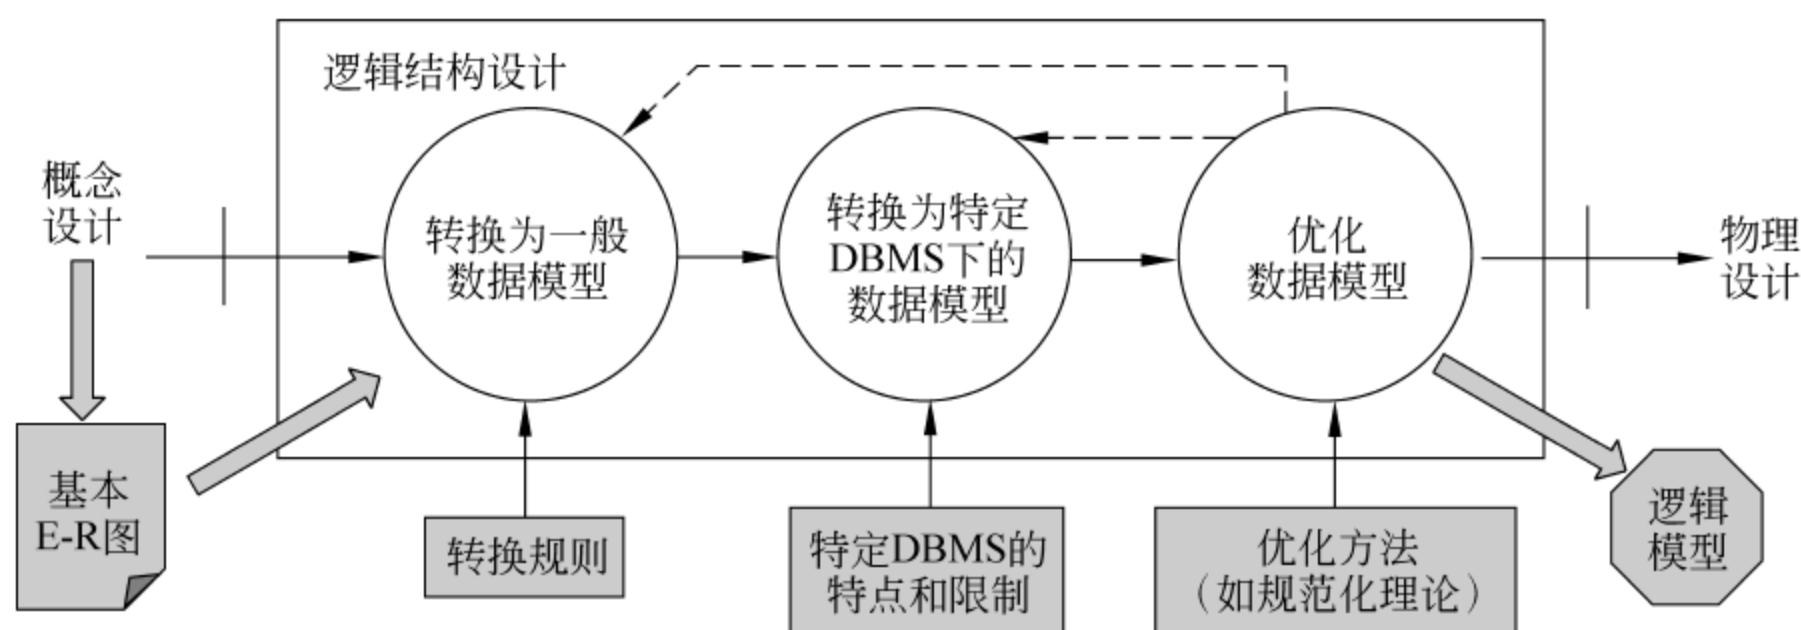 逻辑结构设计
概念
设计
转换为一般
数据模型
转换为特定
DBMS下的
数据模型
优化
数据模型
物理
设计
基本
E-R图
转换规则
特定DBMS的
特点和限制
优化方法
（如规范化理论）
逻辑
模型